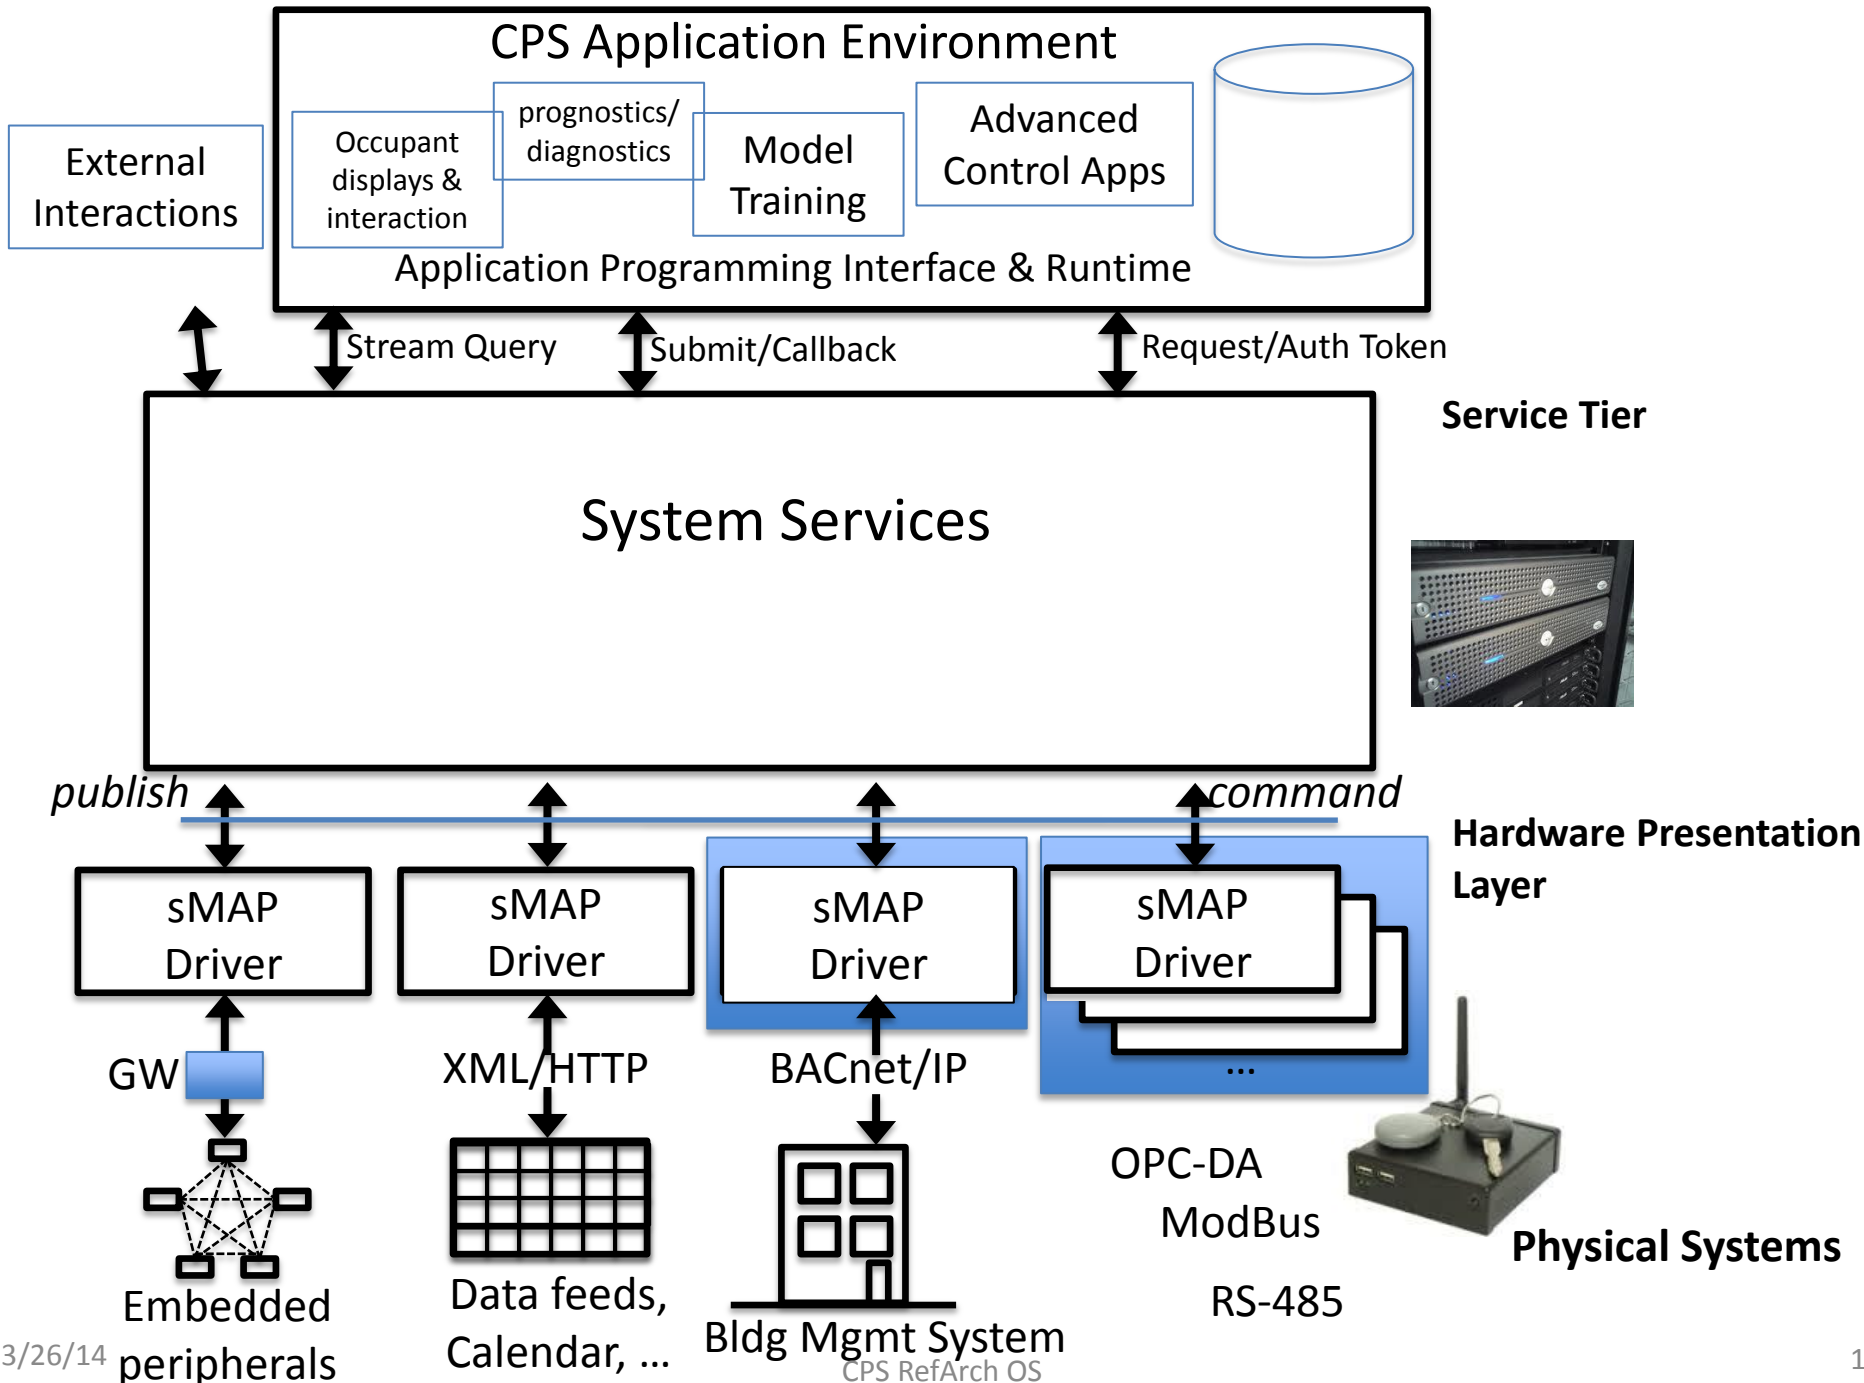 CPS Application Environment
External
Interactions
Occupant
displays &
interaction
prognostics/
diagnostics
Model
Training
Advanced
Control Apps
Application Programming Interface & Runtime
Stream Query
Submit/Callback
Request/Auth Token
Service Tier
System Services
publish
command
Hardware Presentation
Layer
sMAP
Driver
sMAP
Driver
sMAP
Driver
sMAP
Driver
...
GW
XML/HTTP
BACnet/IP
OPC-DA
ModBus
RS-485
Physical Systems
Embedded
peripherals
Data feeds,
Calendar, ...
Bldg Mgmt System
3/26/14
CPS RefArch OS
1